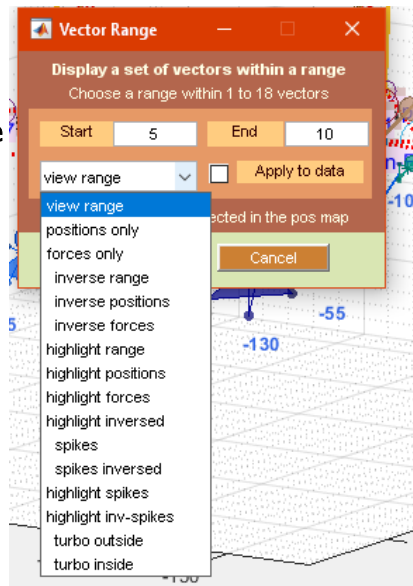 Vector Range
Display a set of vectors within a range
Choose a range within 1 to 18 vectors
Start 5 End 10
view range Apply to data
view range
positions only ected in the pos map
forces only Cancel
inverse range
inverse positions
inverse forces
highlight range
highlight positions
highlight forces
highlight inversed
spikes
spikes inversed
highlight spikes
highlight inv-spikes
turbo outside
turbo inside
-10
-55
-130
5
e